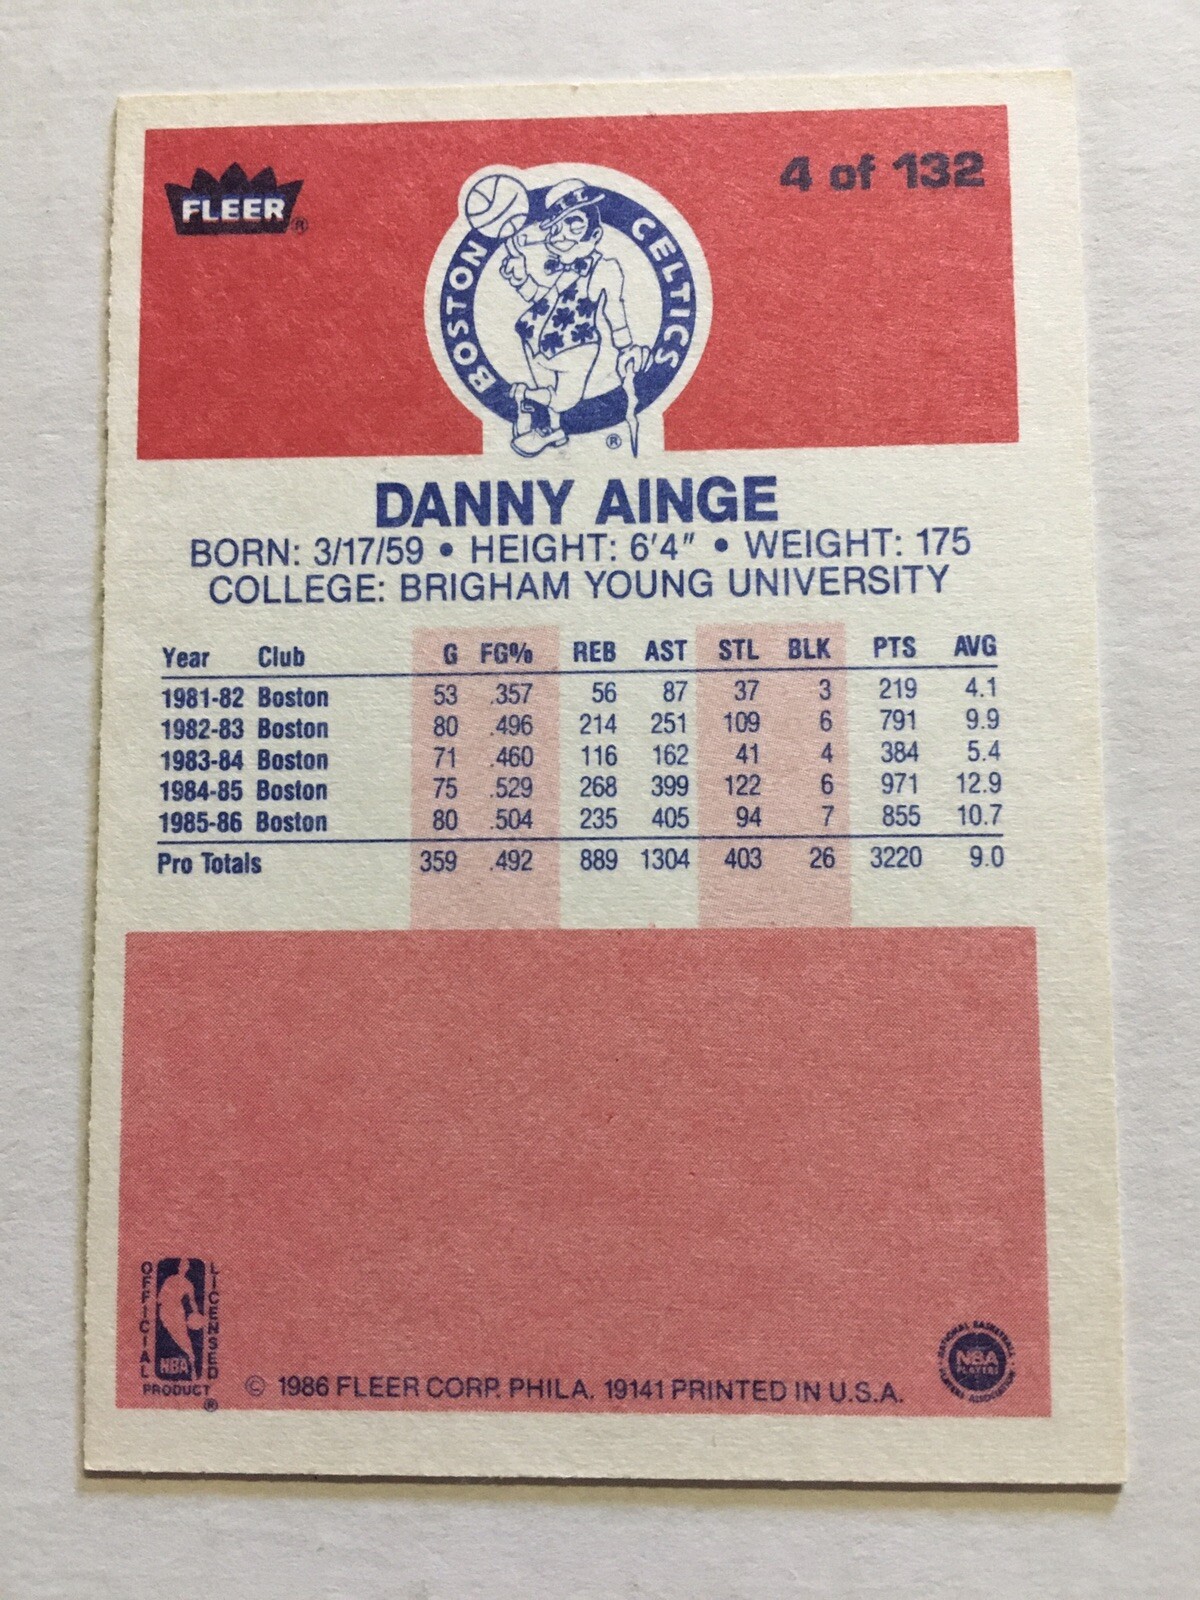 FLEER®
4 of 132
BOSTON CELTICS
®
DANNY AINGE
BORN: 3/17/59 • HEIGHT: 6'4" • WEIGHT: 175
COLLEGE: BRIGHAM YOUNG UNIVERSITY
Year Club G FG% REB AST STL BLK PTS AVG
1981-82 Boston 53 .357 56 87 37 3 219 4.1
1982-83 Boston 80 .496 214 251 109 6 791 9.9
1983-84 Boston 71 .460 116 162 41 4 384 5.4
1984-85 Boston 75 .529 268 399 122 6 971 12.9
1985-86 Boston 80 .504 235 405 94 7 855 10.7
Pro Totals 359 .492 889 1304 403 26 3220 9.0
OFFICIAL LICENSED
NBA
PRODUCT ®
© 1986 FLEER CORP. PHILA. 19141 PRINTED IN U.S.A.
NATIONAL BASKETBALL
NBA
PLAYERS
PLAYERS ASSOCIATION